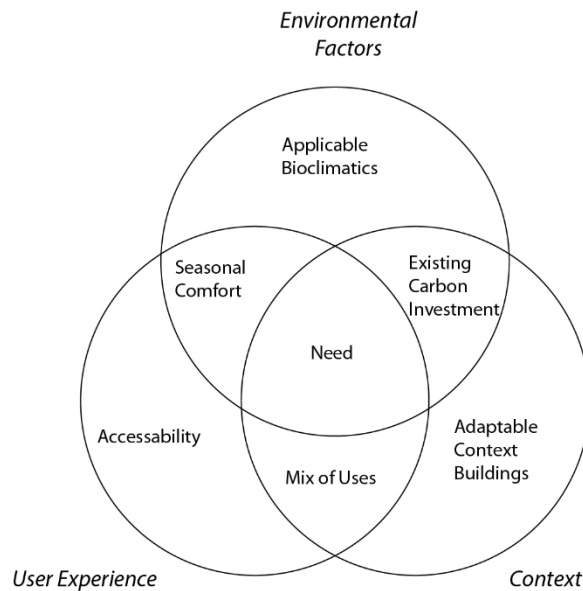 Environmental
Factors
Applicable
Bioclimatics
Seasonal
Comfort
Existing
Carbon
Investment
Need
Accessability
Adaptable
Context
Buildings
Mix of Uses
User Experience
Context